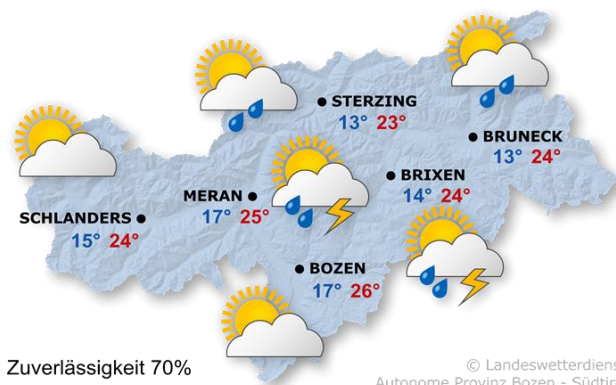 STERZING
13° 23°
BRUNECK
13° 24°
BRIXEN
14° 24°
MERAN
17° 25°
SCHLANDERS
15° 24°
BOZEN
17° 26°
Zuverlässigkeit 70%
© Landeswetterdiens
Autonome Provinz Bozen - Südti